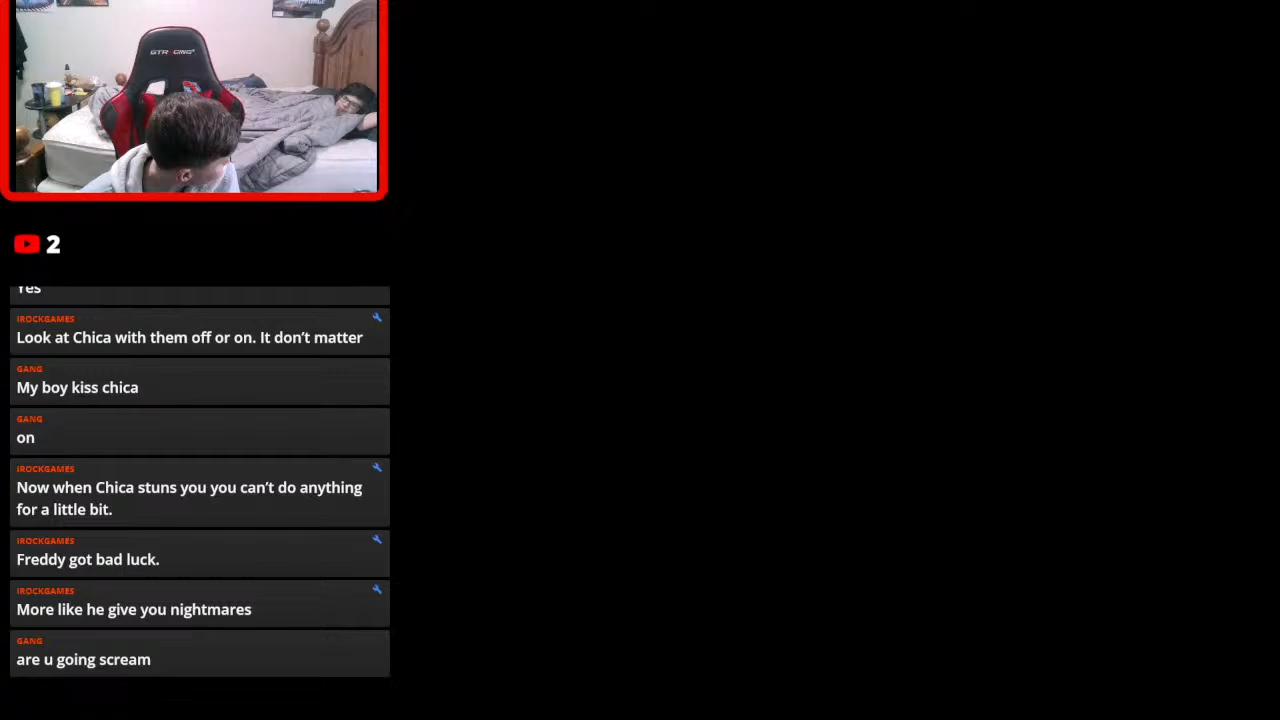 GTRACING
2
Yes
IROCKGAMES
Look at Chica with them off or on. It don't matter
GANG
My boy kiss chica
GANG
on
IROCKGAMES
Now when Chica stuns you you can't do anything
for a little bit.
IROCKGAMES
Freddy got bad luck.
IROCKGAMES
More like he give you nightmares
GANG
are u going scream